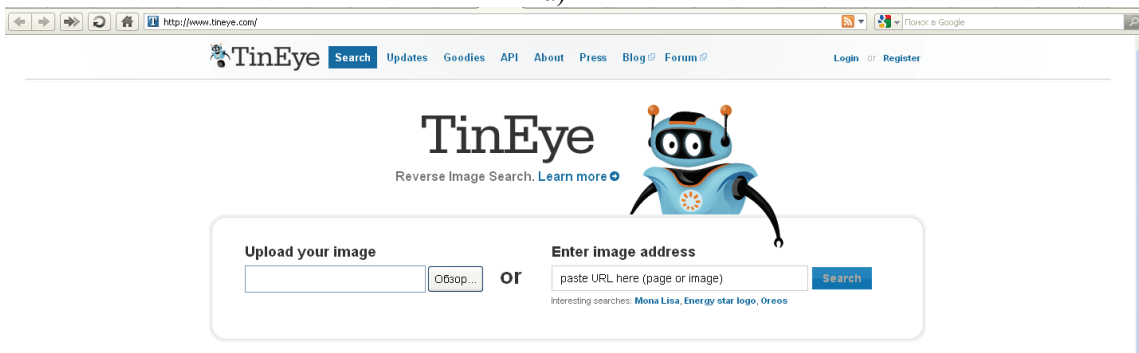 а)
http://www.tineye.com/ Поиск в Google
TinEye Search Updates Goodies API About Press Blog Forum Login or Register
TinEye
Reverse Image Search. Learn more
Upload your image Enter image address
Обзор... or paste URL here (page or image) Search
Interesting searches: Mona Lisa, Energy star logo, Oreos